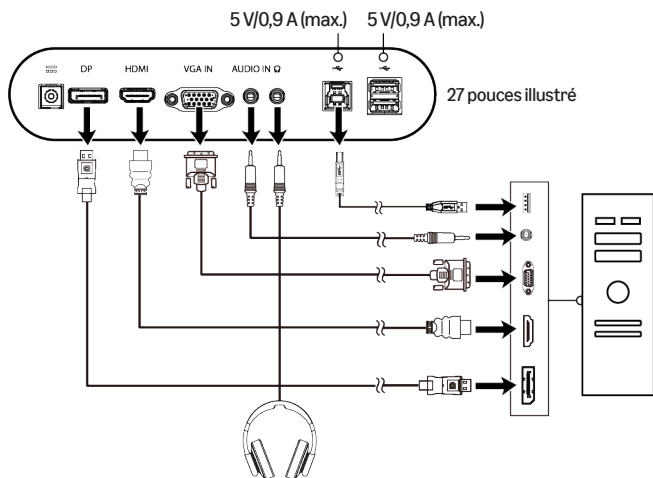 5 V/0,9 A (max.) 5 V/0,9 A (max.)
DP HDMI VGA IN AUDIO IN
27 pouces illustré